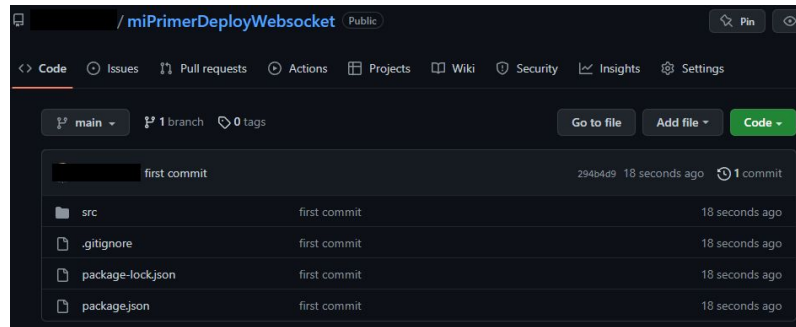 / miPrimerDeployWebsocket Public Pin
Code Issues Pull requests Actions Projects Wiki Security Insights Settings
main 1 branch 0 tags Go to file Add file Code
first commit 294b4d9 18 seconds ago 1 commit
src first commit 18 seconds ago
.gitignore first commit 18 seconds ago
package-lock.json first commit 18 seconds ago
package.json first commit 18 seconds ago